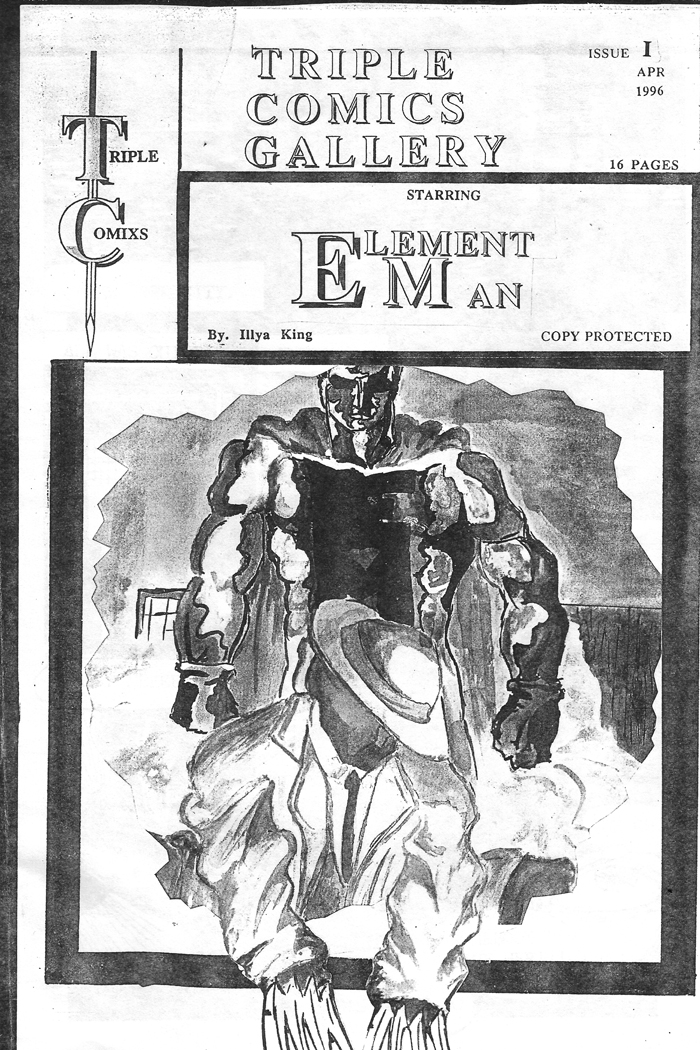 TRIPLE
COMIXS
TRIPLE
COMICS
GALLERY
ISSUE I
APR
1996
16 PAGES
STARRING
ELEMENT
MAN
By. Illya King
COPY PROTECTED